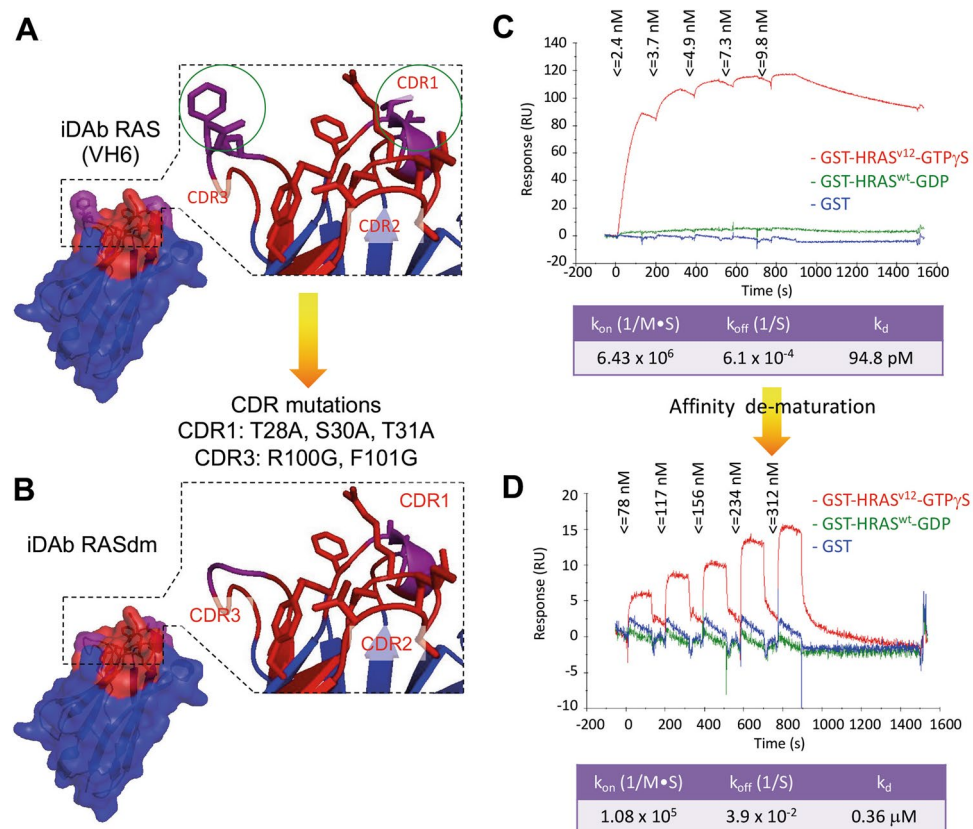 A
iDAb RAS
(VH6)
CDR1
CDR3
CDR2
CDR mutations
CDR1: T28A, S30A, T31A
CDR3: R100G, F101G
B
iDAb RASdm
CDR1
CDR3
CDR2
C
<=2.4 nM
<=3.7 nM
<=4.9 nM
<=7.3 nM
<=9.8 nM
Response (RU)
140
120
100
80
60
40
20
0
-20
- GST-HRASv12-GTPγS
- GST-HRASwt-GDP
- GST
-200 0 200 400 600 800 1000 1200 1400 1600
Time (s)
kon (1/M•S) koff (1/S) kd
6.43 x 10⁶ 6.1 x 10⁻⁴ 94.8 pM
Affinity de-maturation
D
<=78 nM
<=117 nM
<=156 nM
<=234 nM
<=312 nM
Response (RU)
20
15
10
5
0
-5
-10
- GST-HRASv12-GTPγS
- GST-HRASwt-GDP
- GST
-200 0 200 400 600 800 1000 1200 1400 1600
Time (s)
kon (1/M•S) koff (1/S) kd
1.08 x 10⁵ 3.9 x 10⁻² 0.36 µM